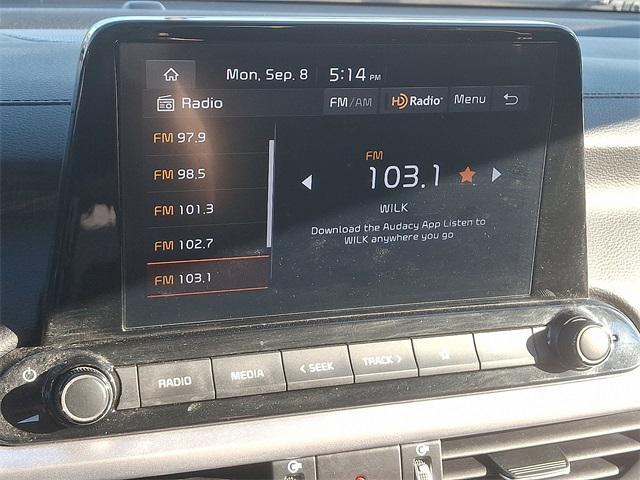 Mon, Sep. 8 5:14 PM
Radio FM/AM HD Radio Menu
FM 97.9
FM 98.5
FM 101.3
FM 102.7
FM 103.1
FM
103.1
WILK
Download the Audacy App Listen to
WILK anywhere you go
RADIO MEDIA < SEEK TRACK >